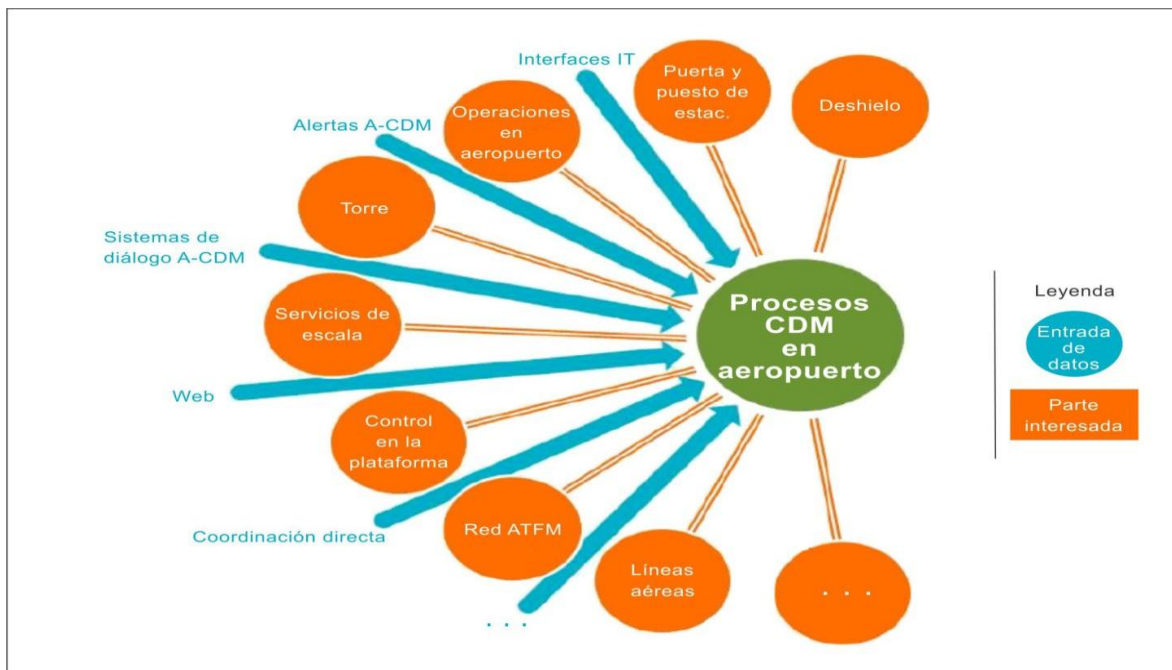 Interfaces IT
Puerta y
puesto de
estac.
Deshielo
Operaciones
en
aeropuerto
Alertas A-CDM
Torre
Sistemas de
diálogo A-CDM
Servicios de
escala
Web
Control
en la
plataforma
Coordinación directa
Red ATFM
. . .
Líneas
aéreas
. . .
Procesos
CDM
en
aeropuerto
Leyenda
Entrada
de
datos
Parte
interesada